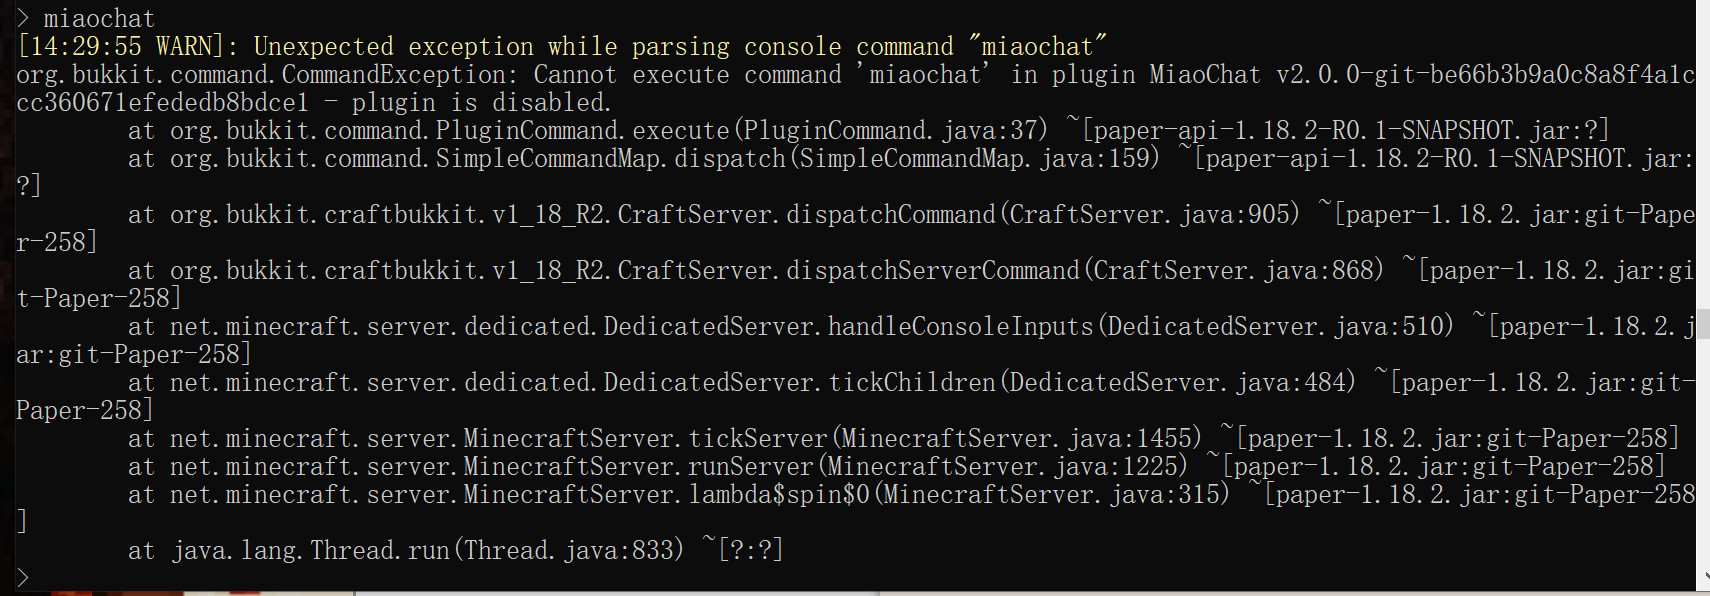 > miaochat
[14:29:55 WARN]: Unexpected exception while parsing console command "miaochat"
org.bukkit.command.CommandException: Cannot execute command 'miaochat' in plugin MiaoChat v2.0.0-git-be66b3b9a0c8a8f4a1c
cc360671efededb8bdce1 - plugin is disabled.
        at org.bukkit.command.PluginCommand.execute(PluginCommand.java:37) ~[paper-api-1.18.2-R0.1-SNAPSHOT.jar:?]
        at org.bukkit.command.SimpleCommandMap.dispatch(SimpleCommandMap.java:159) ~[paper-api-1.18.2-R0.1-SNAPSHOT.jar:
?]
        at org.bukkit.craftbukkit.v1_18_R2.CraftServer.dispatchCommand(CraftServer.java:905) ~[paper-1.18.2.jar:git-Pape
r-258]
        at org.bukkit.craftbukkit.v1_18_R2.CraftServer.dispatchServerCommand(CraftServer.java:868) ~[paper-1.18.2.jar:gi
t-Paper-258]
        at net.minecraft.server.dedicated.DedicatedServer.handleConsoleInputs(DedicatedServer.java:510) ~[paper-1.18.2.j
ar:git-Paper-258]
        at net.minecraft.server.dedicated.DedicatedServer.tickChildren(DedicatedServer.java:484) ~[paper-1.18.2.jar:git-
Paper-258]
        at net.minecraft.server.MinecraftServer.tickServer(MinecraftServer.java:1455) ~[paper-1.18.2.jar:git-Paper-258]
        at net.minecraft.server.MinecraftServer.runServer(MinecraftServer.java:1225) ~[paper-1.18.2.jar:git-Paper-258]
        at net.minecraft.server.MinecraftServer.lambda$spin$0(MinecraftServer.java:315) ~[paper-1.18.2.jar:git-Paper-258
]
        at java.lang.Thread.run(Thread.java:833) ~[?:?]
>